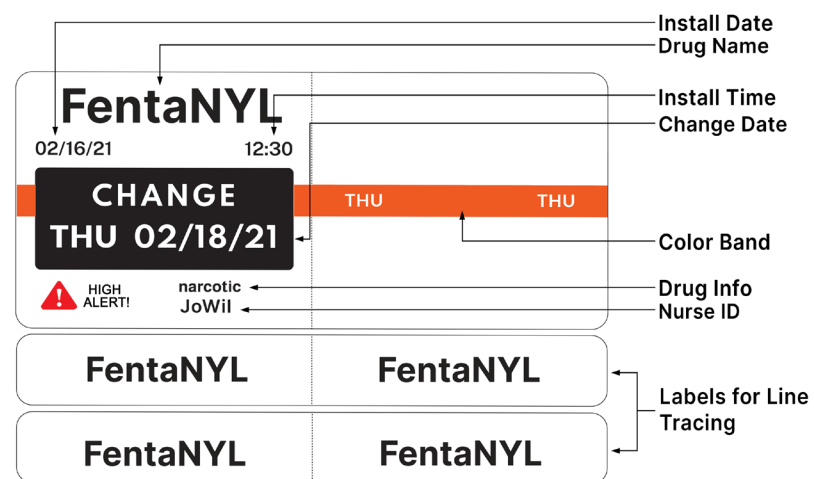 Install Date
Drug Name
FentaNYL
Install Time
02/16/21 12:30
Change Date
CHANGE
THU THU
THU 02/18/21
Color Band
HIGH
ALERT!
narcotic
Drug Info
JoWil
Nurse ID
FentaNYL FentaNYL
Labels for Line
Tracing
FentaNYL FentaNYL